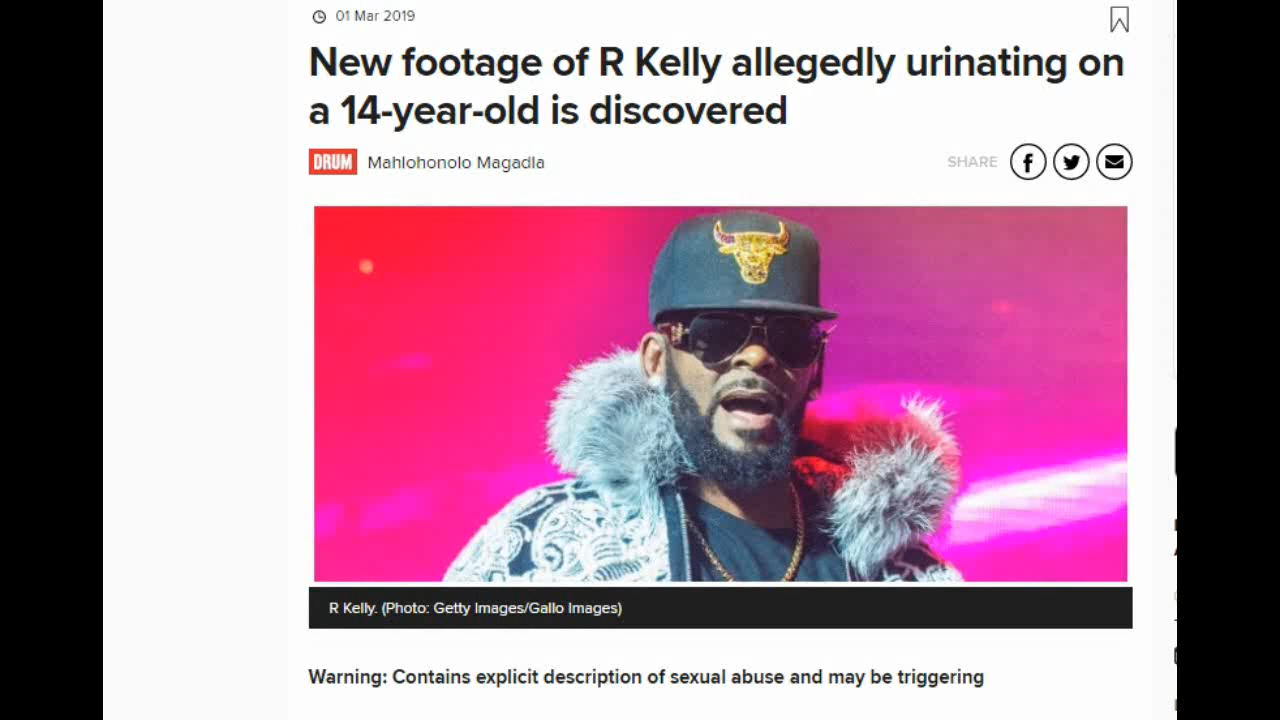 01 Mar 2019
New footage of R Kelly allegedly urinating on
a 14-year-old is discovered
DRUM Mahlohonolo Magadla
SHARE
R Kelly. (Photo: Getty Images/Gallo Images)
Warning: Contains explicit description of sexual abuse and may be triggering